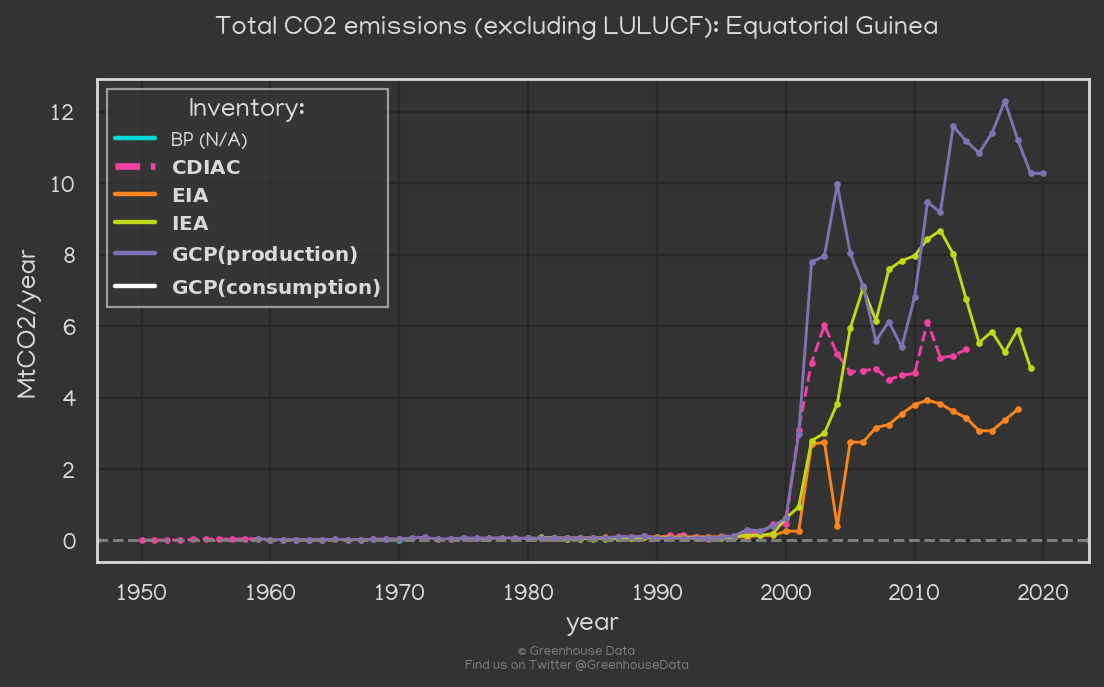 Total CO2 emissions (excluding LULUCF): Equatorial Guinea
Inventory:
BP (N/A)
CDIAC
EIA
IEA
GCP(production)
GCP(consumption)
MtCO2/year
12
10
8
6
4
2
0
1950 1960 1970 1980 1990 2000 2010 2020
year
© Greenhouse Data
Find us on Twitter @GreenhouseData